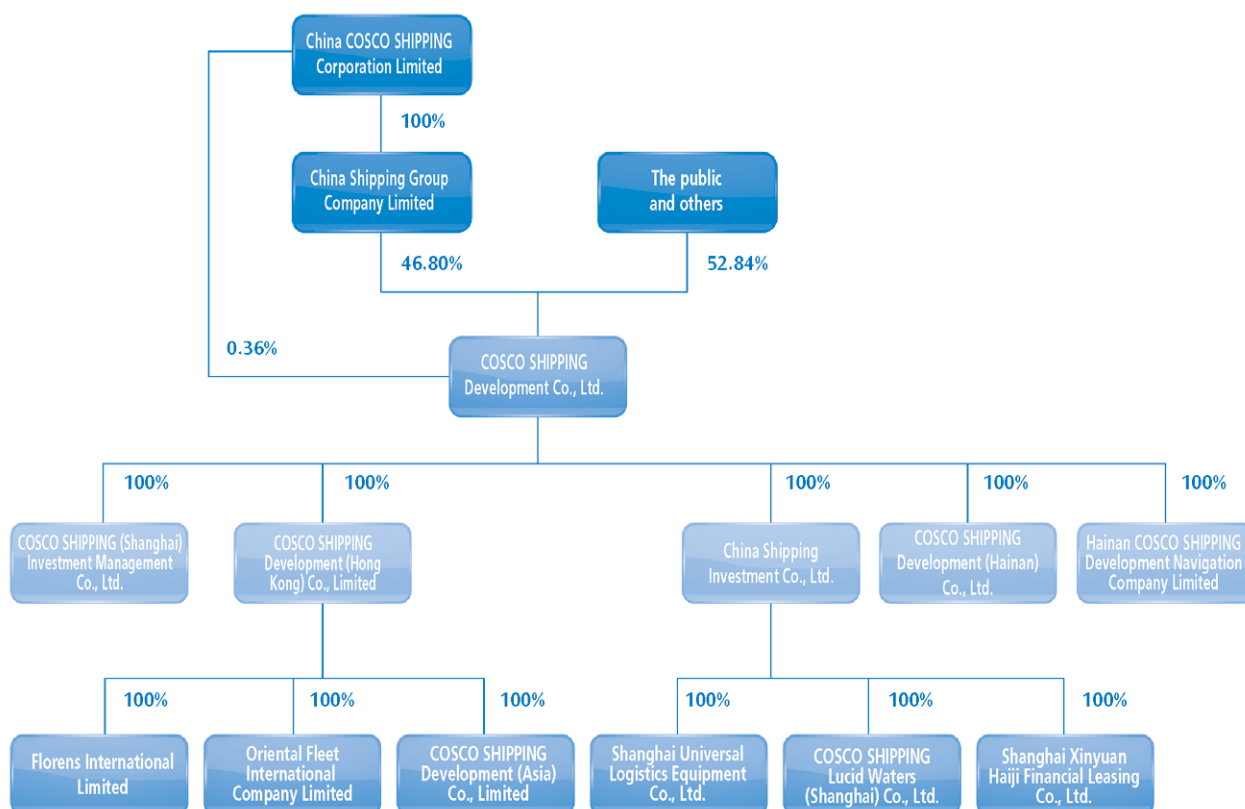 China COSCO SHIPPING
Corporation Limited
100%
China Shipping Group
Company Limited
The public
and others
46.80%
52.84%
0.36%
COSCO SHIPPING
Development Co., Ltd.
100%
100%
100%
100%
100%
COSCO SHIPPING (Shanghai)
Investment Management
Co., Ltd.
COSCO SHIPPING
Development (Hong
Kong) Co., Limited
China Shipping
Investment Co., Ltd.
COSCO SHIPPING
Development (Hainan)
Co., Ltd.
Hainan COSCO SHIPPING
Development Navigation
Company Limited
100%
100%
100%
100%
100%
100%
Florens International
Limited
Oriental Fleet
International
Company Limited
COSCO SHIPPING
Development (Asia)
Co., Limited
Shanghai Universal
Logistics Equipment
Co., Ltd.
COSCO SHIPPING
Lucid Waters
(Shanghai) Co., Ltd.
Shanghai Xinyuan
Haiji Financial Leasing
Co., Ltd.